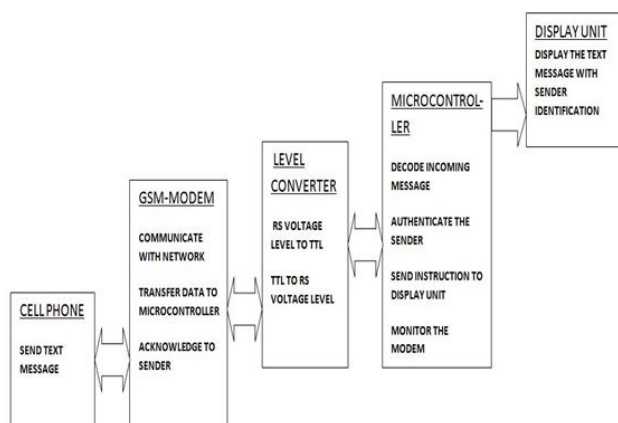 DISPLAY UNIT
DISPLAY THE TEXT
MESSAGE WITH
SENDER
IDENTIFICATION
MICROCONTROL-
LER
DECODE INCOMING
MESSAGE
AUTHENTICATE THE
SENDER
SEND INSTRUCTION TO
DISPLAY UNIT
MONITOR THE
MODEM
LEVEL
CONVERTER
RS VOLTAGE
LEVEL TO TTL
TTL TO RS
VOLTAGE LEVEL
GSM-MODEM
COMMUNICATE
WITH NETWORK
TRANSFER DATA TO
MICROCONTROLLER
ACKNOWLEDGE TO
SENDER
CELL PHONE
SEND TEXT
MESSAGE